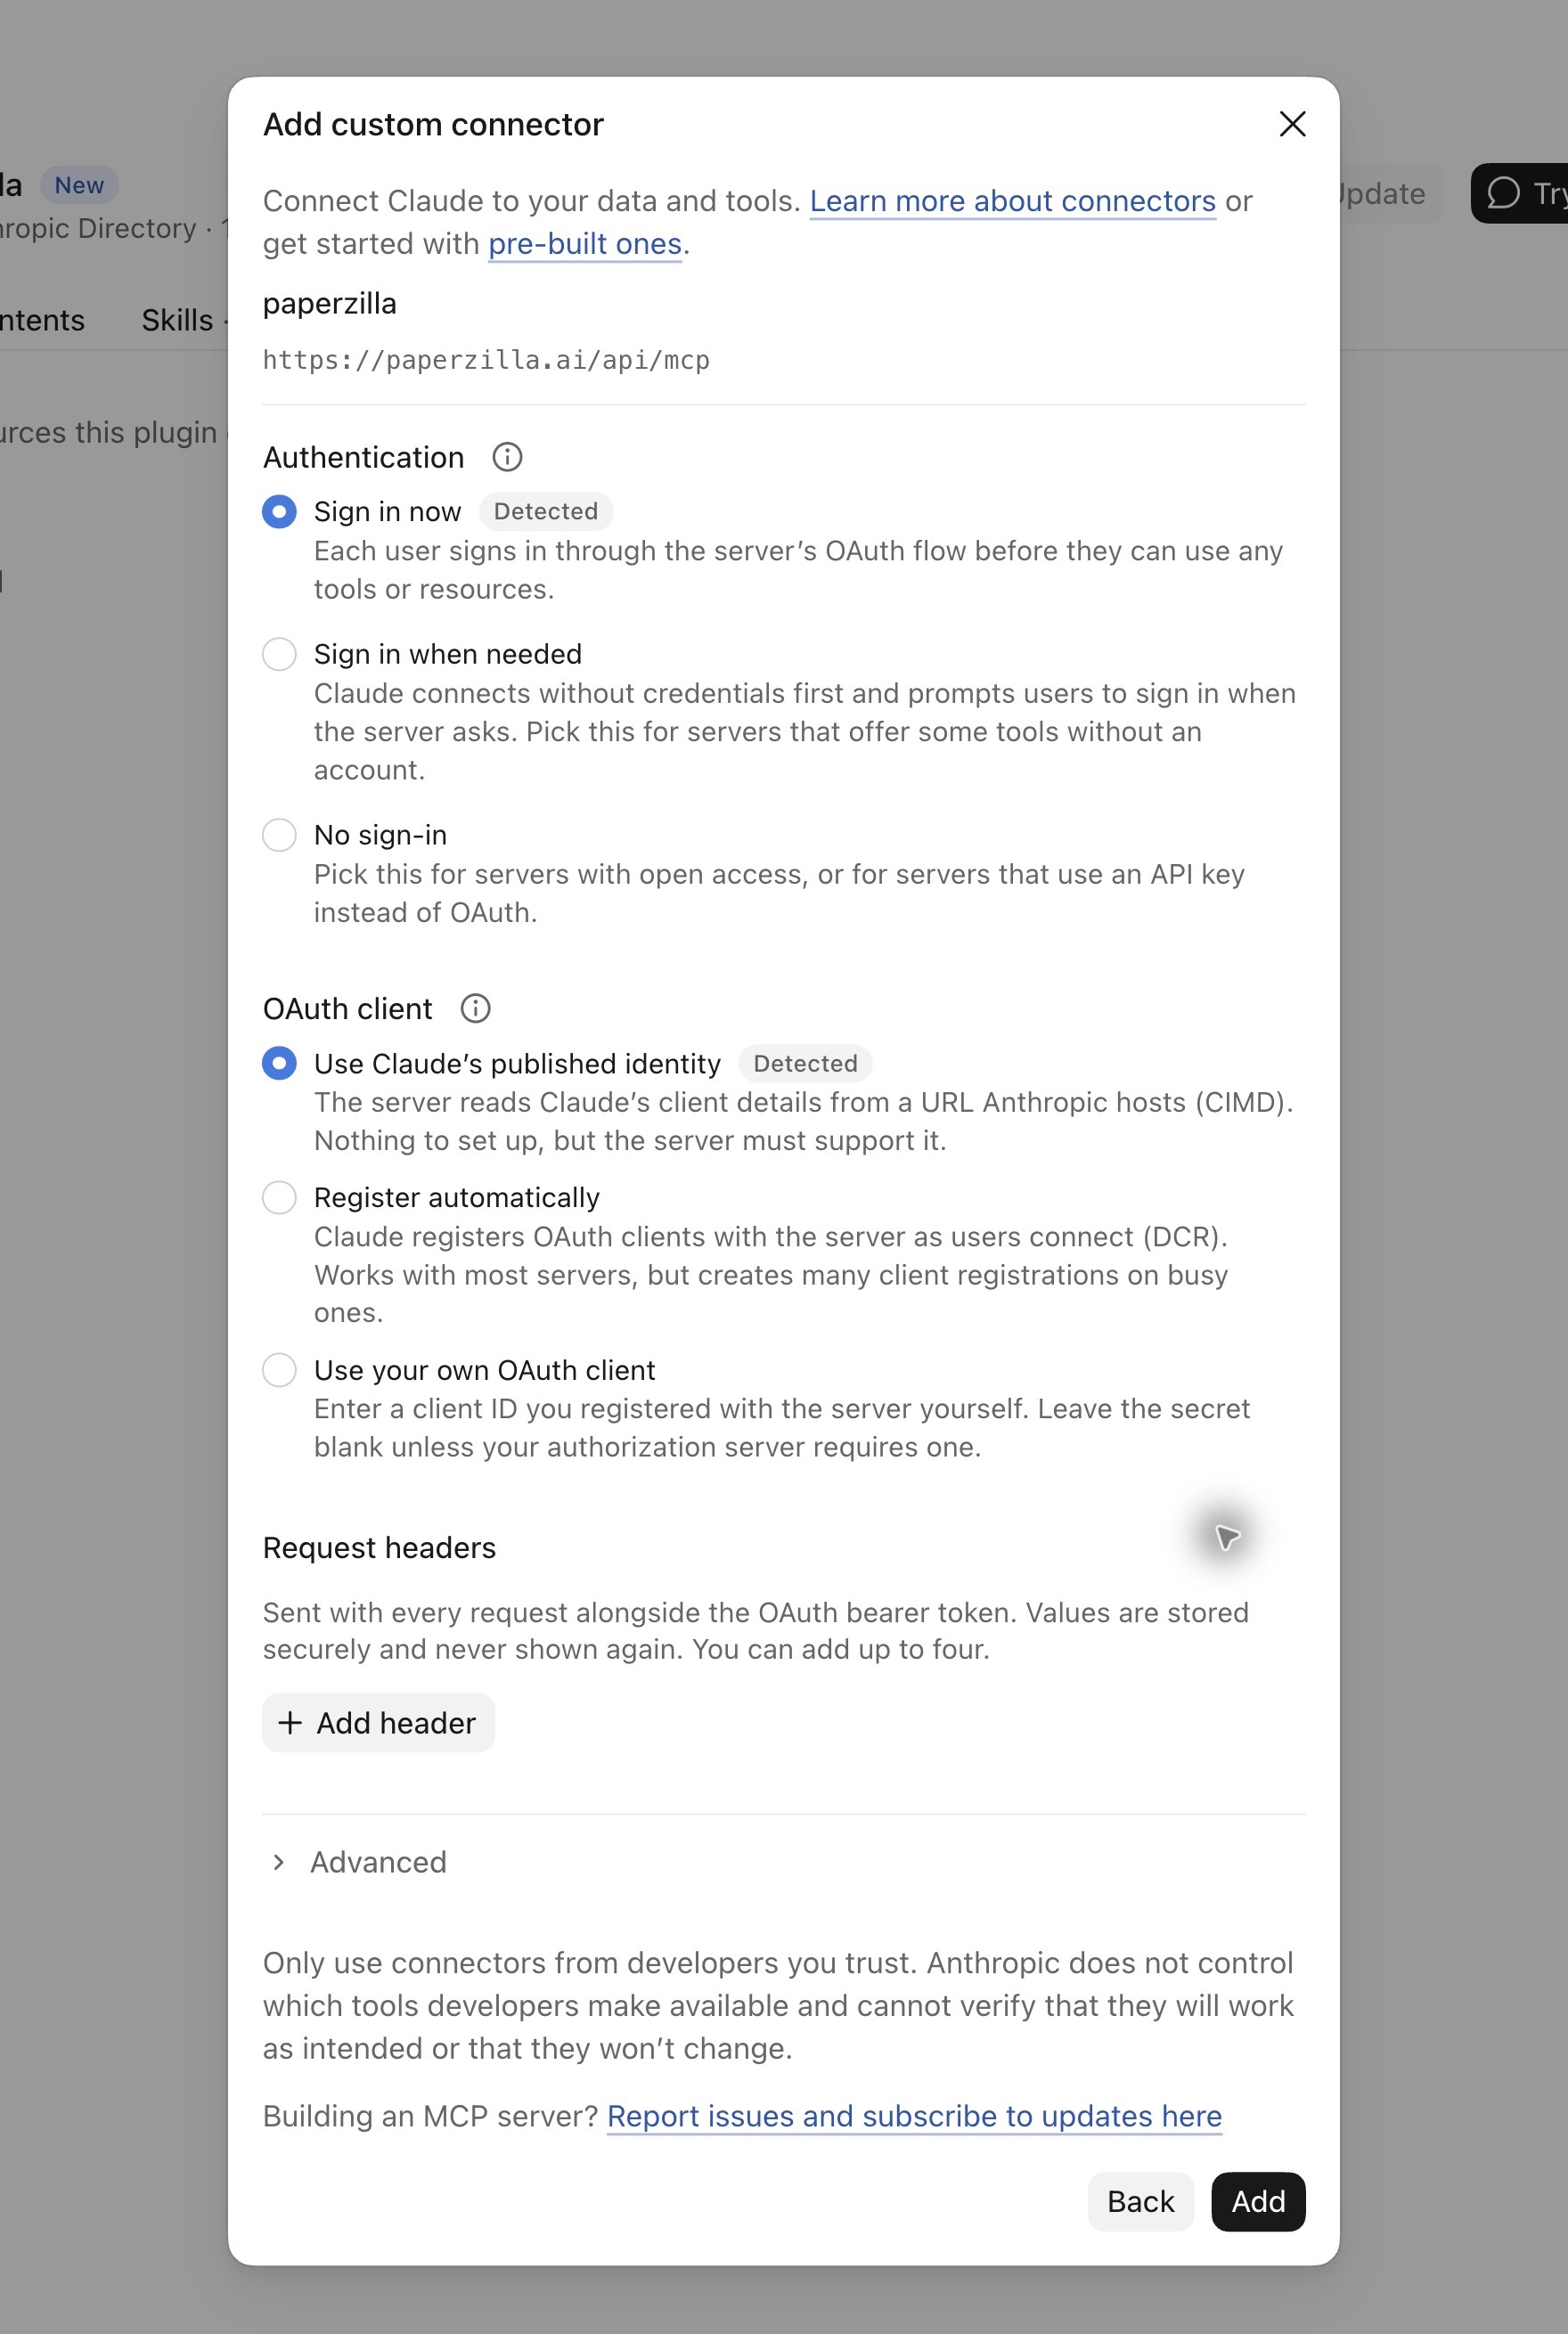 Add custom connector
la New
Update
Try
hropic Directory ·
Connect Claude to your data and tools. Learn more about connectors or
get started with pre-built ones.
paperzilla
ntents Skills ·
https://paperzilla.ai/api/mcp
urces this plugin
Authentication
Sign in now Detected
Each user signs in through the server’s OAuth flow before they can use any
tools or resources.
Sign in when needed
Claude connects without credentials first and prompts users to sign in when
the server asks. Pick this for servers that offer some tools without an
account.
No sign-in
Pick this for servers with open access, or for servers that use an API key
instead of OAuth.
OAuth client
Use Claude’s published identity Detected
The server reads Claude’s client details from a URL Anthropic hosts (CIMD).
Nothing to set up, but the server must support it.
Register automatically
Claude registers OAuth clients with the server as users connect (DCR).
Works with most servers, but creates many client registrations on busy
ones.
Use your own OAuth client
Enter a client ID you registered with the server yourself. Leave the secret
blank unless your authorization server requires one.
Request headers
Sent with every request alongside the OAuth bearer token. Values are stored
securely and never shown again. You can add up to four.
+ Add header
Advanced
Only use connectors from developers you trust. Anthropic does not control
which tools developers make available and cannot verify that they will work
as intended or that they won’t change.
Building an MCP server? Report issues and subscribe to updates here
Back Add